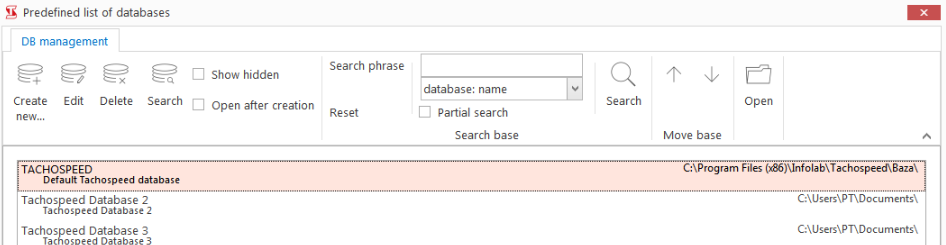 Predefined list of databases
DB management
Create new...
Edit
Delete
Search
Show hidden
Open after creation
Search phrase
database: name
Reset
Partial search
Search
Search base
Move base
Open
TACHOSPEED C:\Program Files (x86)\Infolab\Tachospeed\Baza\
Default Tachospeed database
Tachospeed Database 2 C:\Users\PT\Documents\
Tachospeed Database 2
Tachospeed Database 3 C:\Users\PT\Documents\
Tachospeed Database 3